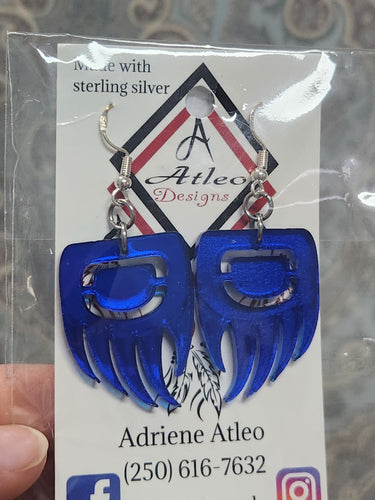 Made with
sterling silver
A
Atleo
Designs
Adriene Atleo
(250) 616-7632